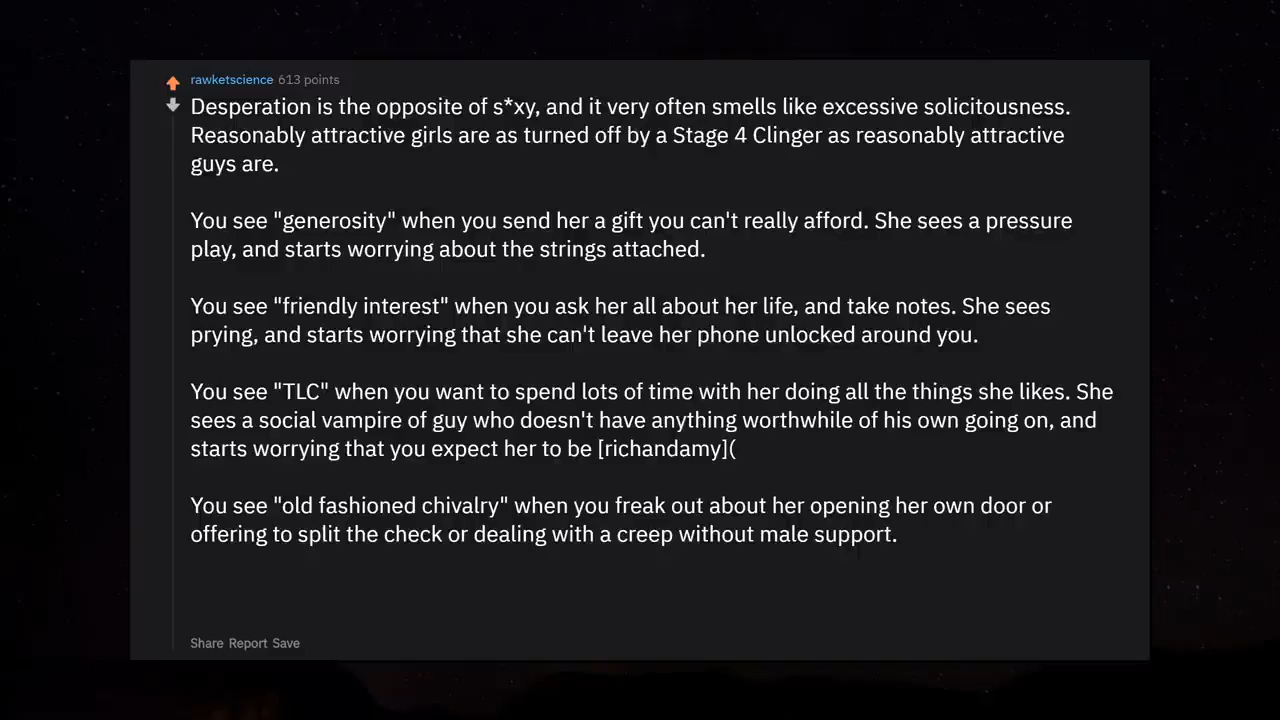 rawketscience 613 points
Desperation is the opposite of s*xy, and it very often smells like excessive solicitousness.
Reasonably attractive girls are as turned off by a Stage 4 Clinger as reasonably attractive
guys are.
You see "generosity" when you send her a gift you can't really afford. She sees a pressure
play, and starts worrying about the strings attached.
You see "friendly interest" when you ask her all about her life, and take notes. She sees
prying, and starts worrying that she can't leave her phone unlocked around you.
You see "TLC" when you want to spend lots of time with her doing all the things she likes. She
sees a social vampire of guy who doesn't have anything worthwhile of his own going on, and
starts worrying that you expect her to be [richandamy](
You see "old fashioned chivalry" when you freak out about her opening her own door or
offering to split the check or dealing with a creep without male support.
Share Report Save